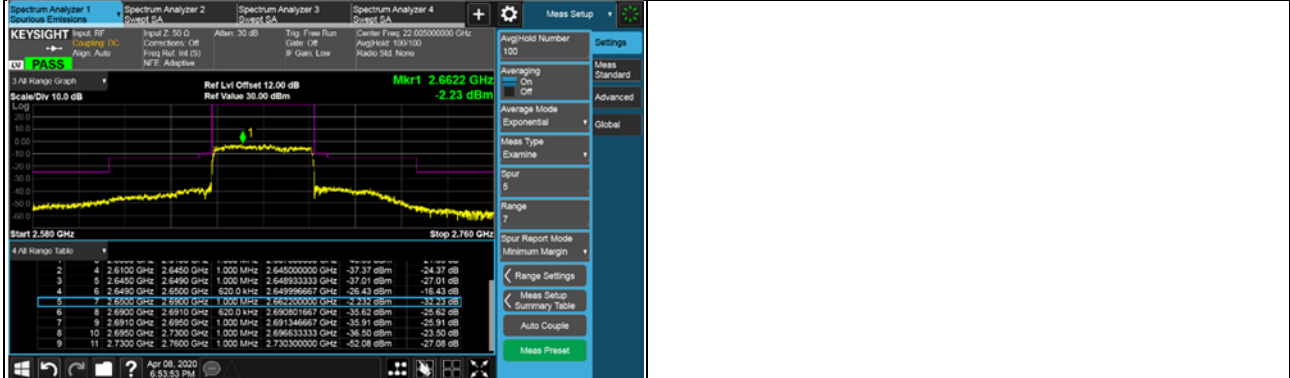 Spectrum Analyzer 1
Spurious Emissions
Spectrum Analyzer 2
Swept SA
Spectrum Analyzer 3
Swept SA
Spectrum Analyzer 4
Swept SA
Meas Setup
KEYSIGHT
Input: RF
Coupling: DC
Align: Auto
Input Z: 50 Ω
Corrections: Off
Freq Ref: Int (S)
NFE: Adaptive
Atten: 30 dB
Trig: Free Run
Gate: Off
IF Gain: Low
Center Freq: 22.005000000 GHz
Avg|Hold: 100/100
Radio Std: None
PASS
3 All Range Graph
Scale/Div 10.0 dB
Ref Lvl Offset 12.00 dB
Ref Value 30.00 dBm
Mkr1 2.6622 GHz
-2.23 dBm
Log
20.0
10.0
0.00
-10.0
-20.0
-30.0
-40.0
-50.0
-60.0
1
Start 2.580 GHz
Stop 2.760 GHz
4 All Range Table
2 4 2.6100 GHz 2.6450 GHz 1.000 MHz 2.645000000 GHz -37.37 dBm -24.37 dB
3 5 2.6450 GHz 2.6490 GHz 1.000 MHz 2.648933333 GHz -37.01 dBm -27.01 dB
4 6 2.6490 GHz 2.6500 GHz 620.0 kHz 2.649996667 GHz -26.43 dBm -16.43 dB
5 7 2.6500 GHz 2.6900 GHz 1.000 MHz 2.662200000 GHz -2.232 dBm -32.23 dB
6 8 2.6900 GHz 2.6910 GHz 620.0 kHz 2.690801667 GHz -35.62 dBm -25.62 dB
7 9 2.6910 GHz 2.6950 GHz 1.000 MHz 2.691346667 GHz -35.91 dBm -25.91 dB
8 10 2.6950 GHz 2.7300 GHz 1.000 MHz 2.696633333 GHz -36.50 dBm -23.50 dB
9 11 2.7300 GHz 2.7600 GHz 1.000 MHz 2.730300000 GHz -52.08 dBm -27.08 dB
Apr 08, 2020
6:53:53 PM
Avg|Hold Number
100
Averaging
On
Off
Average Mode
Exponential
Meas Type
Examine
Spur
5
Range
7
Spur Report Mode
Minimum Margin
Range Settings
Meas Setup
Summary Table
Auto Couple
Meas Preset
Settings
Meas
Standard
Advanced
Global